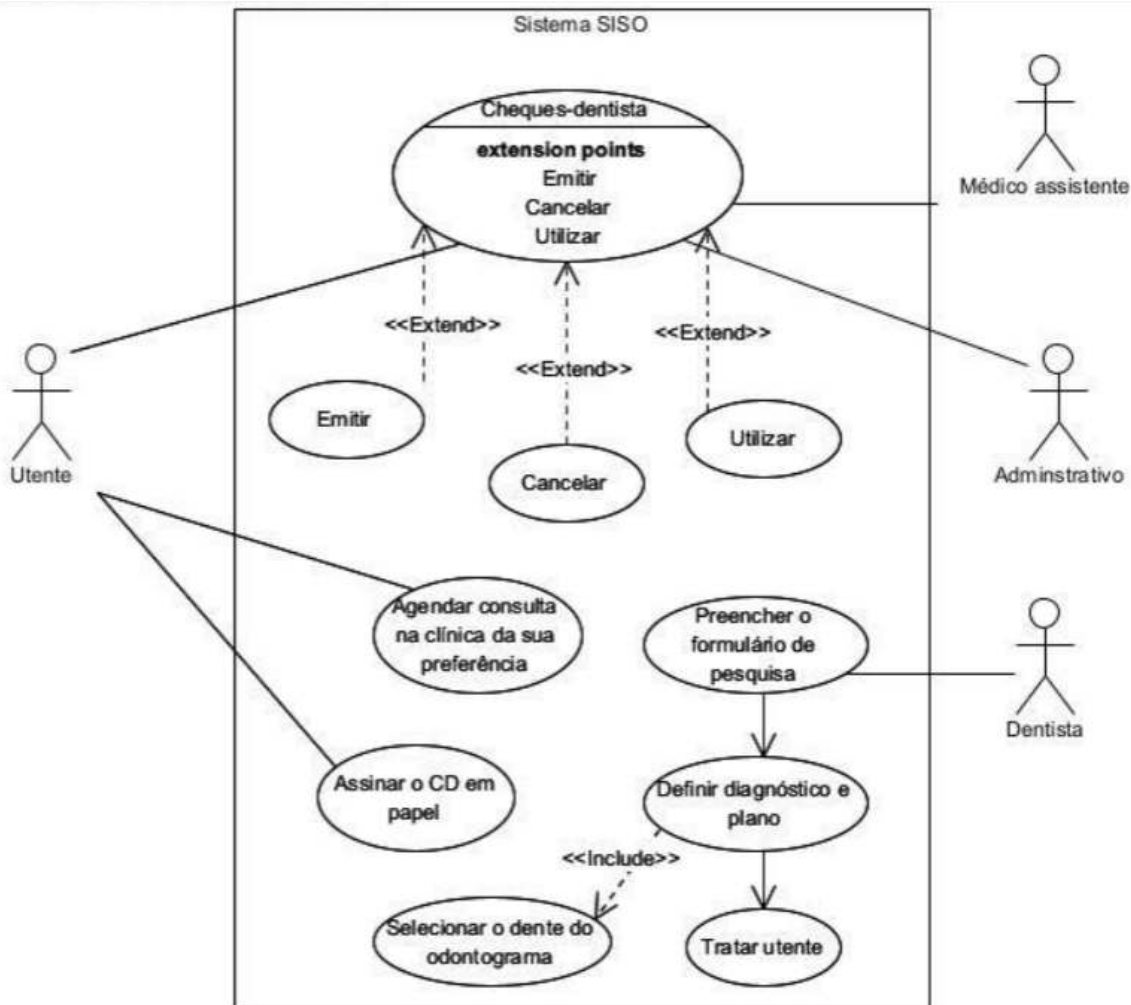 Sistema SISO
Cheques-dentista
extension points
Emitir
Cancelar
Utilizar
Médico assistente
<<Extend>>
<<Extend>>
<<Extend>>
Emitir
Utilizar
Cancelar
Utente
Adminstrativo
Agendar consulta
na clínica da sua
preferência
Preencher o
formulário de
pesquisa
Dentista
Assinar o CD em
papel
Definir diagnóstico e
plano
<<Include>>
Selecionar o dente do
odontograma
Tratar utente